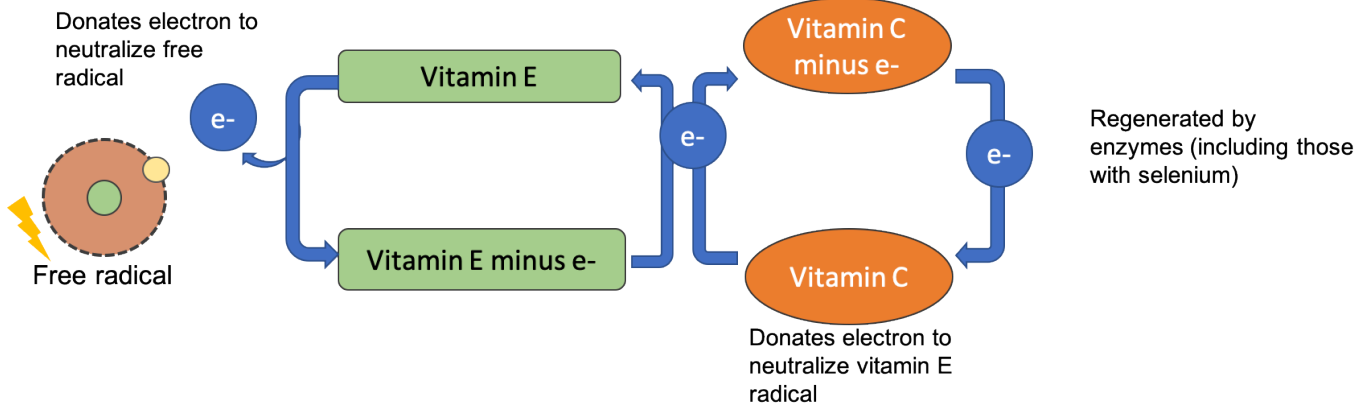 Donates electron to
neutralize free
radical
e-
Free radical
Vitamin E
Vitamin E minus e-
e-
Vitamin C
minus e-
e-
Vitamin C
Donates electron to
neutralize vitamin E
radical
Regenerated by
enzymes (including those
with selenium)